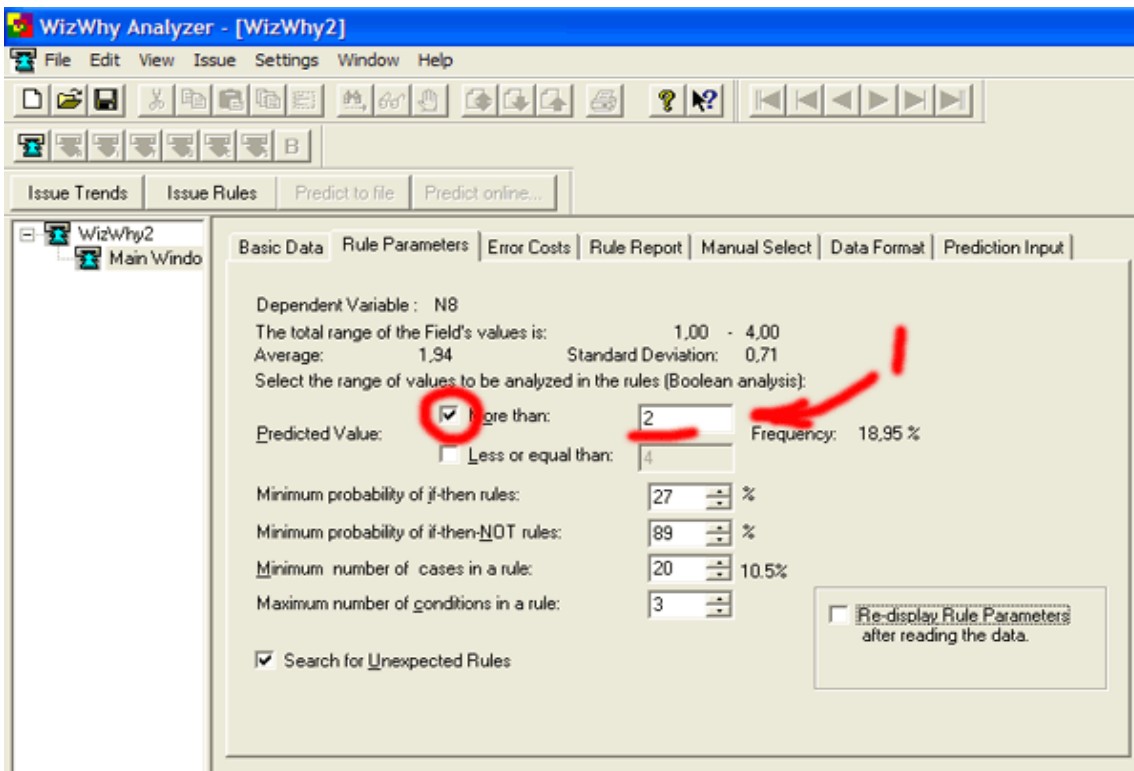 WizWhy Analyzer - [WizWhy2]
File Edit View Issue Settings Window Help
B
Issue Trends Issue Rules Predict to file Predict online...
WizWhy2
Main Windo
Basic Data Rule Parameters Error Costs Rule Report Manual Select Data Format Prediction Input
Dependent Variable : N8
The total range of the Field's values is: 1,00 - 4,00
Average: 1,94 Standard Deviation: 0,71
Select the range of values to be analyzed in the rules (Boolean analysis):
Predicted Value: More than: 2 Frequency: 18,95 %
Less or equal than: 4
Minimum probability of if-then rules: 27 %
Minimum probability of if-then-NOT rules: 89 %
Minimum number of cases in a rule: 20 10.5%
Maximum number of conditions in a rule: 3
Re-display Rule Parameters
after reading the data.
Search for Unexpected Rules